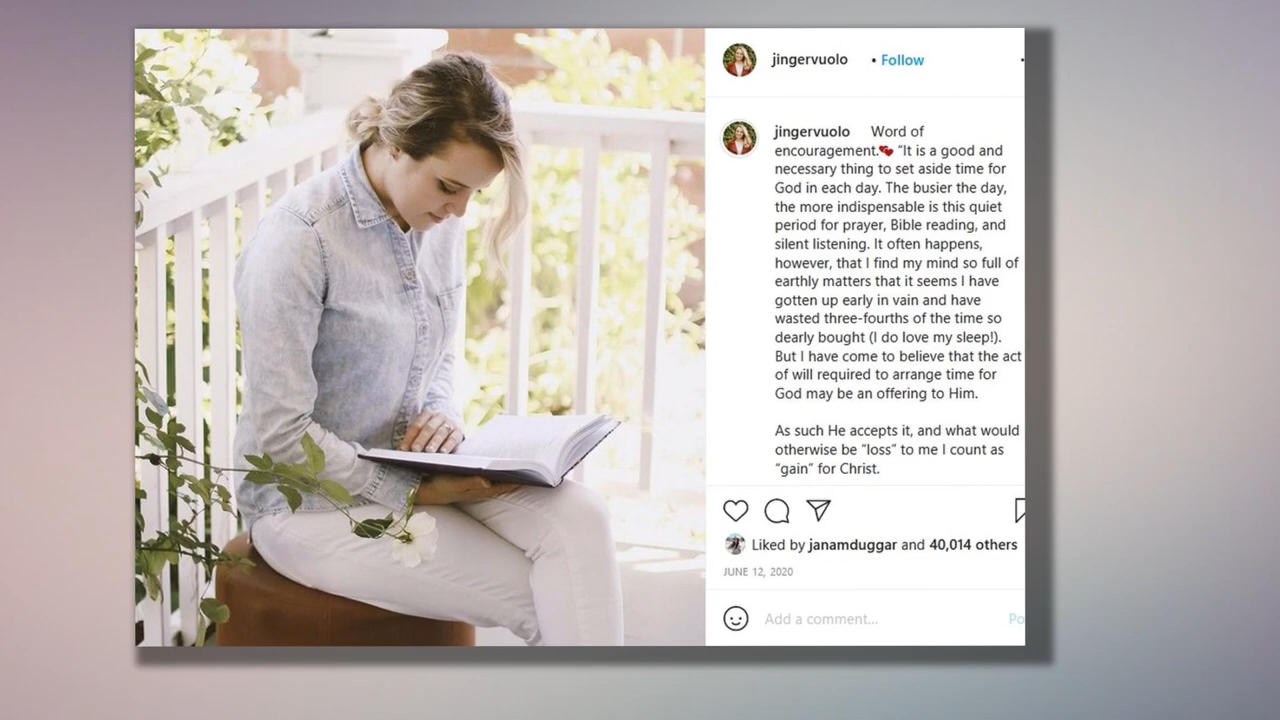 jingervuolo • Follow
jingervuolo Word of
encouragement.💕 "It is a good and
necessary thing to set aside time for
God in each day. The busier the day,
the more indispensable is this quiet
period for prayer, Bible reading, and
silent listening. It often happens,
however, that I find my mind so full of
earthly matters that it seems I have
gotten up early in vain and have
wasted three-fourths of the time so
dearly bought (I do love my sleep!).
But I have come to believe that the act
of will required to arrange time for
God may be an offering to Him.
As such He accepts it, and what would
otherwise be "loss" to me I count as
"gain" for Christ.
Liked by janamduggar and 40,014 others
JUNE 12, 2020
Add a comment... Po